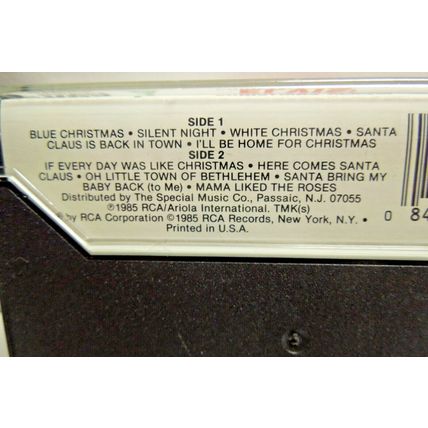 SIDE 1
BLUE CHRISTMAS • SILENT NIGHT • WHITE CHRISTMAS • SANTA
CLAUS IS BACK IN TOWN • I'LL BE HOME FOR CHRISTMAS
SIDE 2
IF EVERY DAY WAS LIKE CHRISTMAS • HERE COMES SANTA
CLAUS • OH LITTLE TOWN OF BETHLEHEM • SANTA BRING MY
BABY BACK (to Me) • MAMA LIKED THE ROSES
Distributed by The Special Music Co., Passaic, N.J. 07055
℗1985 RCA/Ariola International. TMK(s)
® by RCA Corporation ©1985 RCA Records, New York, N.Y. •
Printed in U.S.A.
0 84